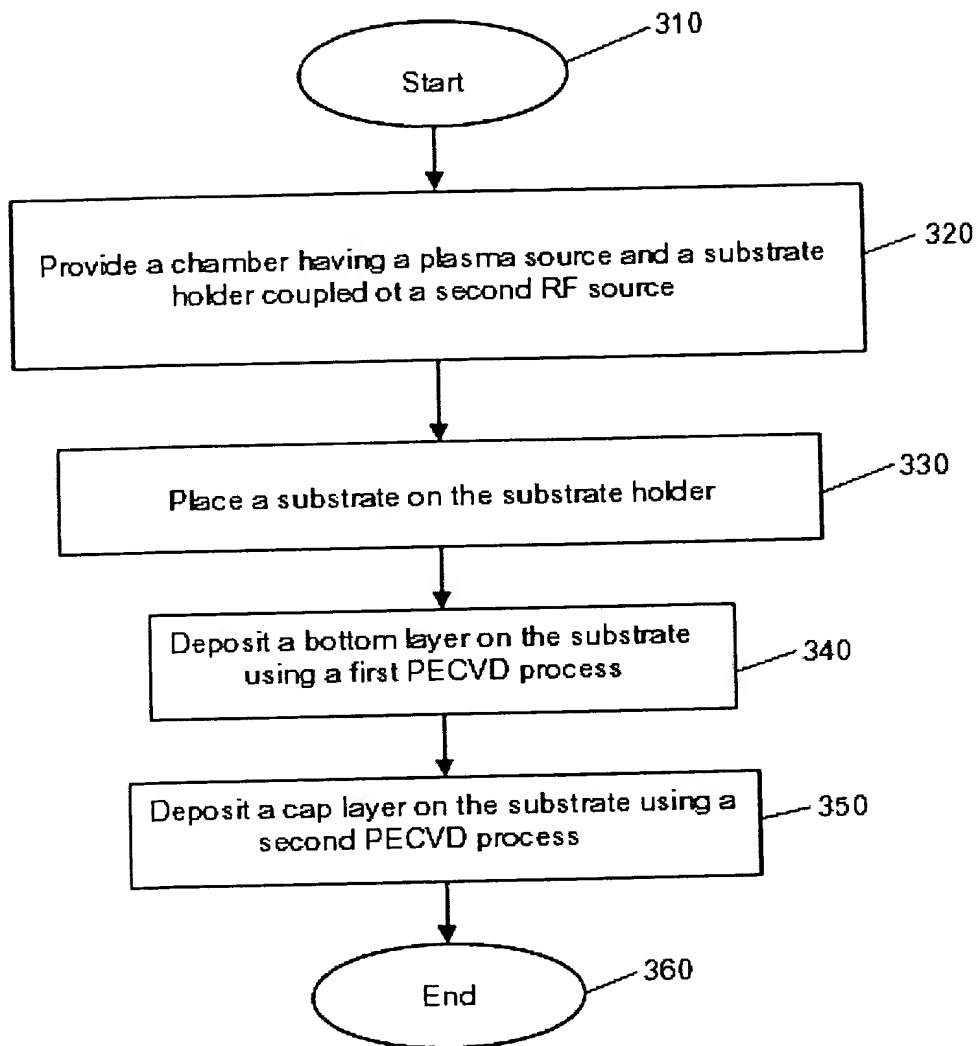 310
Start
320
Provide a chamber having a plasma source and a substrate
holder coupled ot a second RF source
330
Place a substrate on the substrate holder
340
Deposit a bottom layer on the substrate
using a first PECVD process
350
Deposit a cap layer on the substrate using a
second PECVD process
360
End